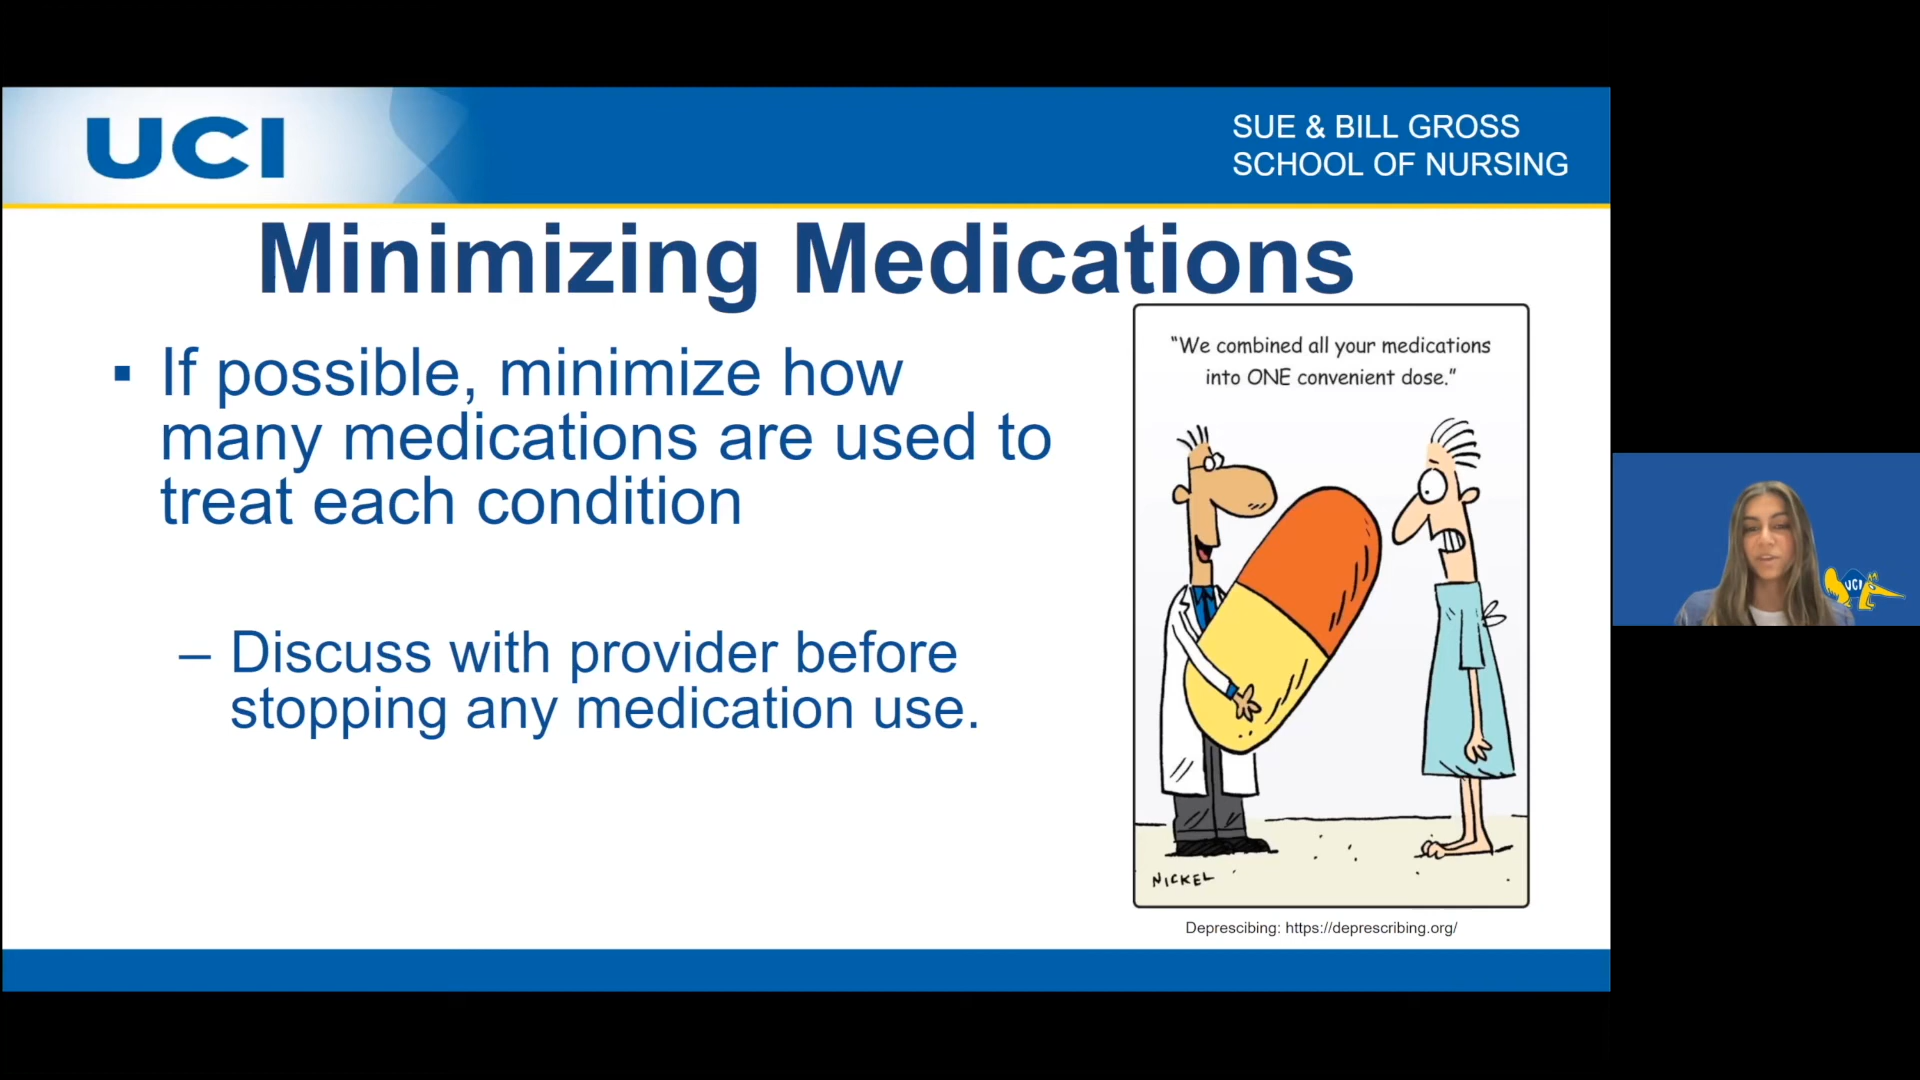 UCI
SUE & BILL GROSS
SCHOOL OF NURSING
Minimizing Medications
▪ If possible, minimize how
many medications are used to
treat each condition
– Discuss with provider before
stopping any medication use.
“We combined all your medications
into ONE convenient dose.”
NICKEL
Deprescibing: https://deprescribing.org/
UCI